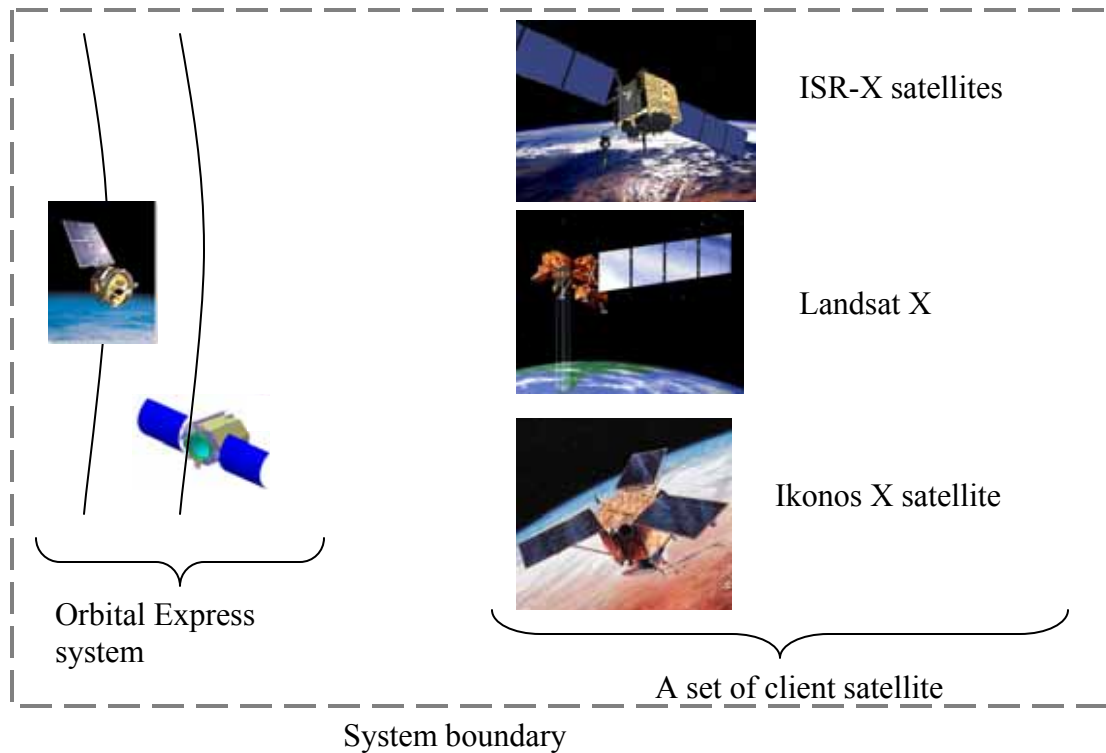 ISR-X satellites
Landsat X
Ikonos X satellite
Orbital Express
system
A set of client satellite
System boundary